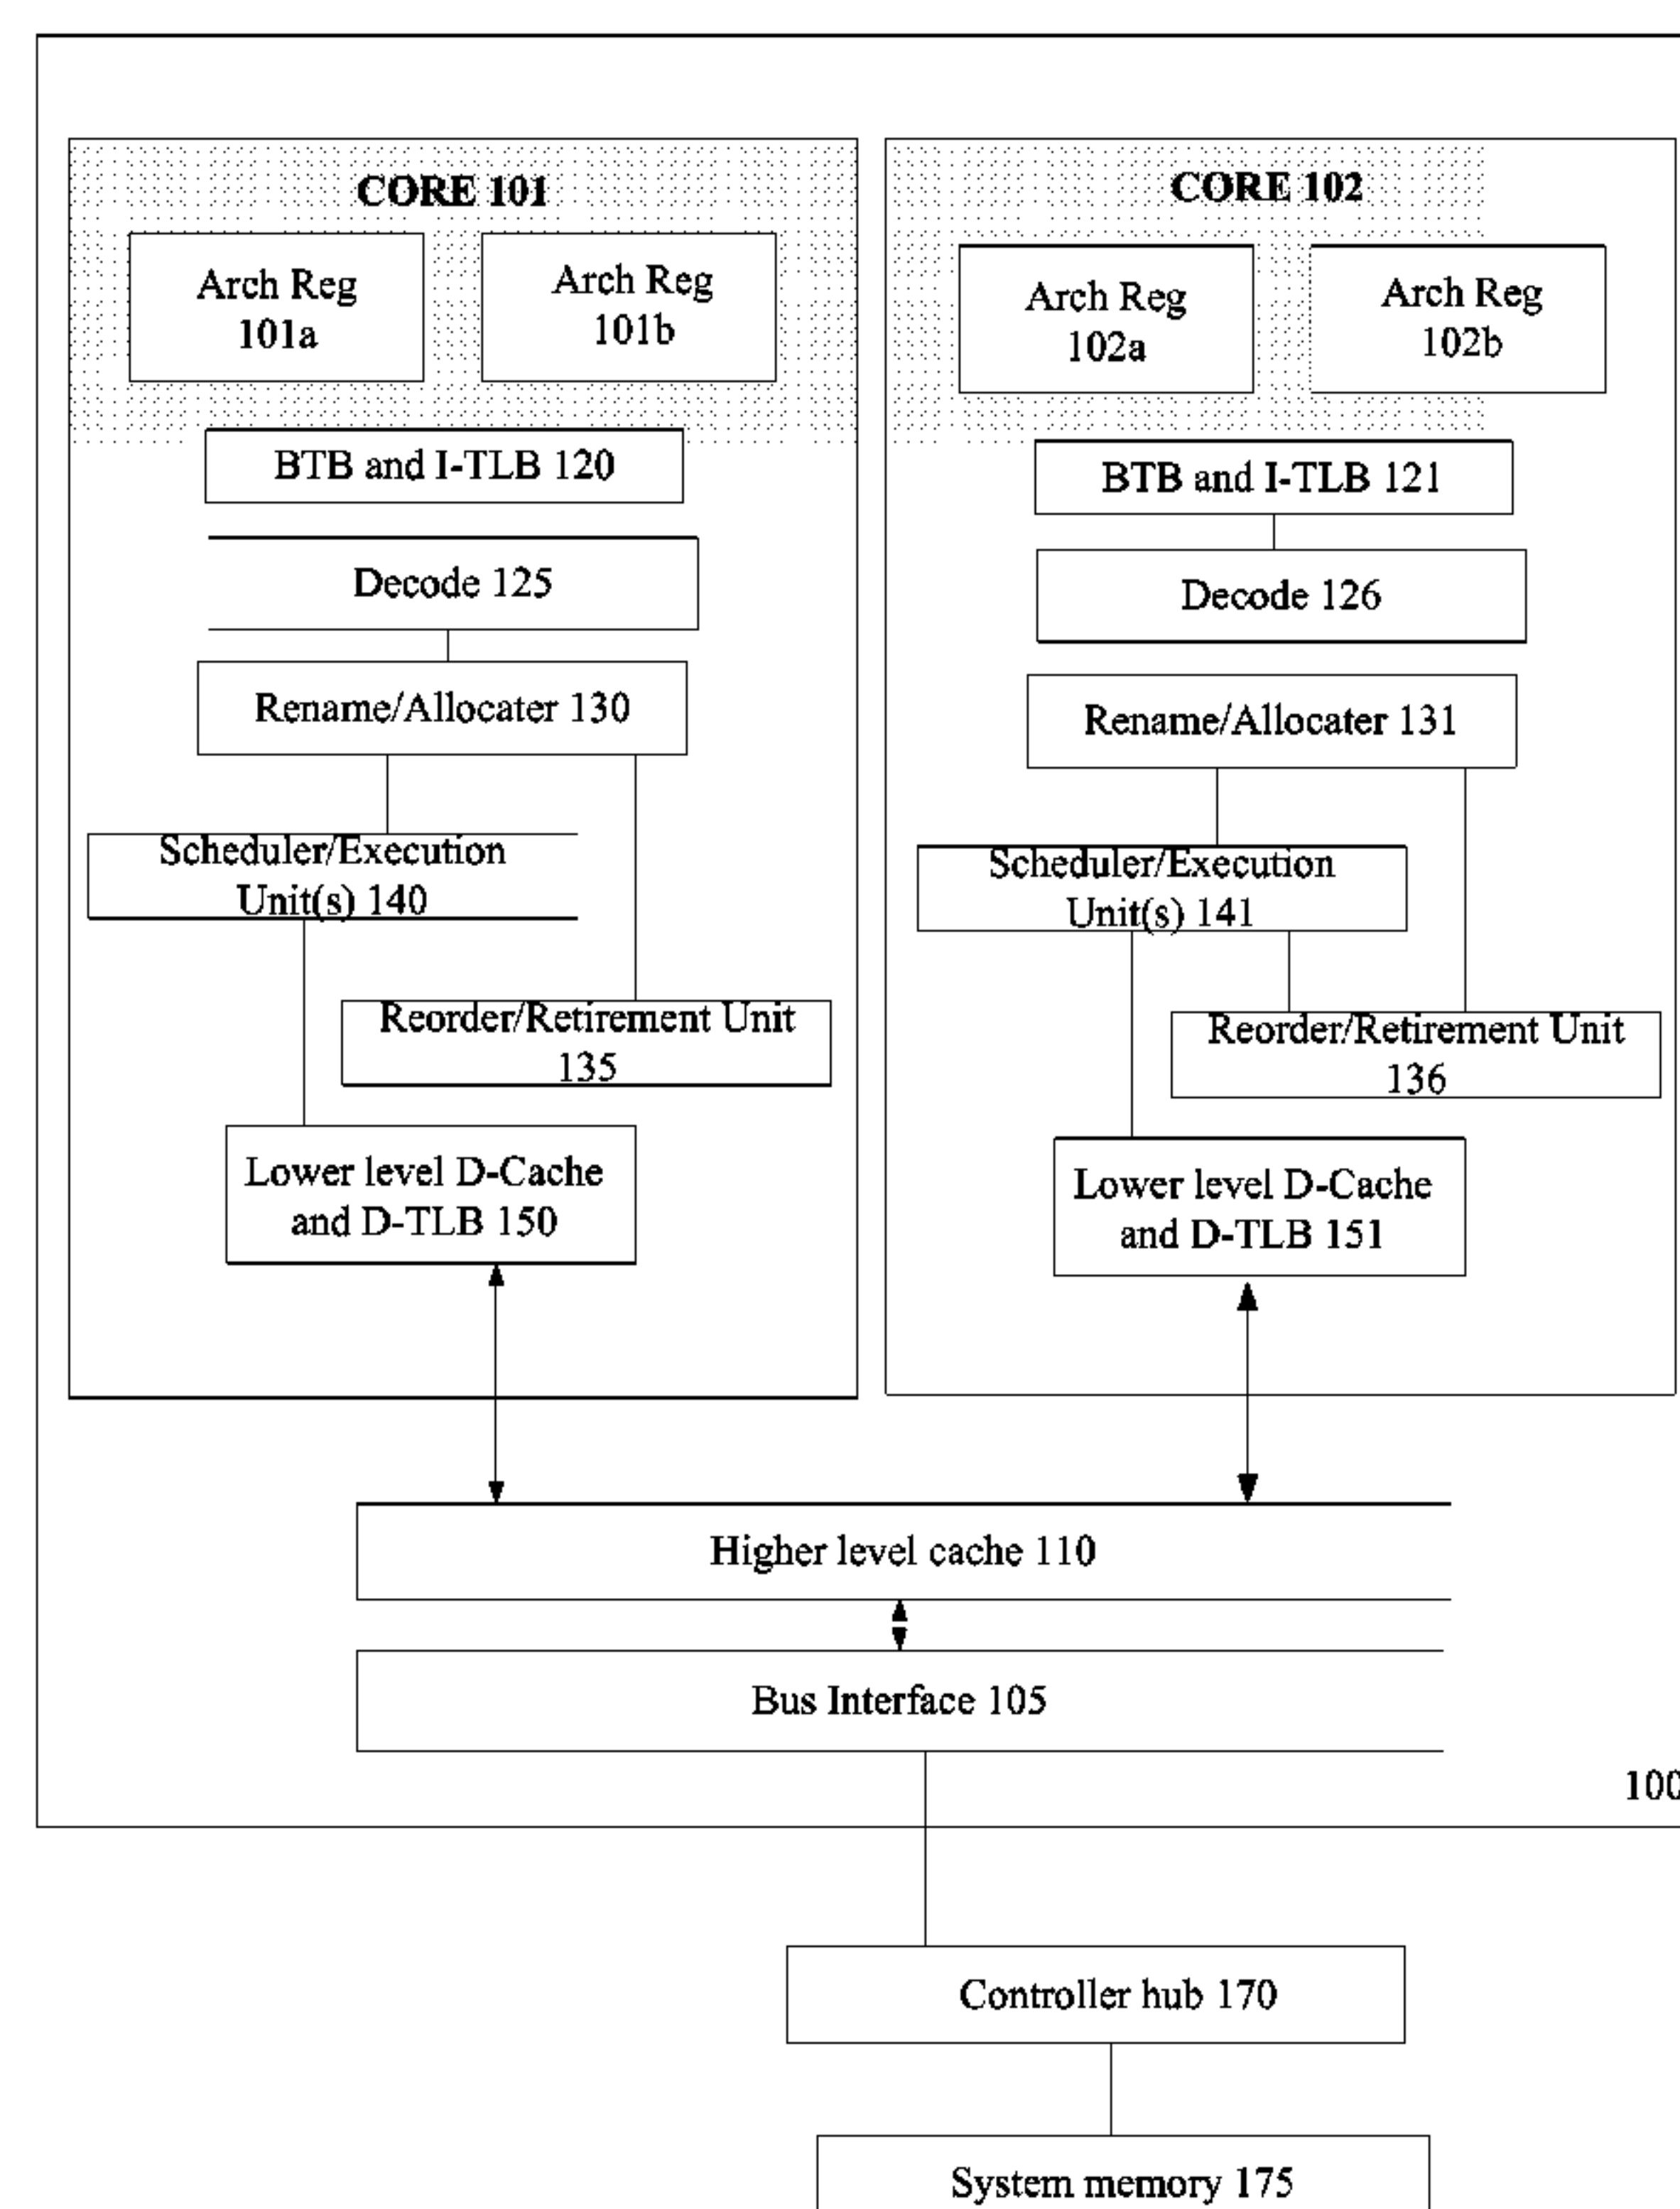 CORE 101
Arch Reg
101a
Arch Reg
101b
BTB and I-TLB 120
Decode 125
Rename/Allocater 130
Scheduler/Execution
Unit(s) 140
Reorder/Retirement Unit
135
Lower level D-Cache
and D-TLB 150
CORE 102
Arch Reg
102a
Arch Reg
102b
BTB and I-TLB 121
Decode 126
Rename/Allocater 131
Scheduler/Execution
Unit(s) 141
Reorder/Retirement Unit
136
Lower level D-Cache
and D-TLB 151
Higher level cache 110
Bus Interface 105
100
Controller hub 170
System memory 175